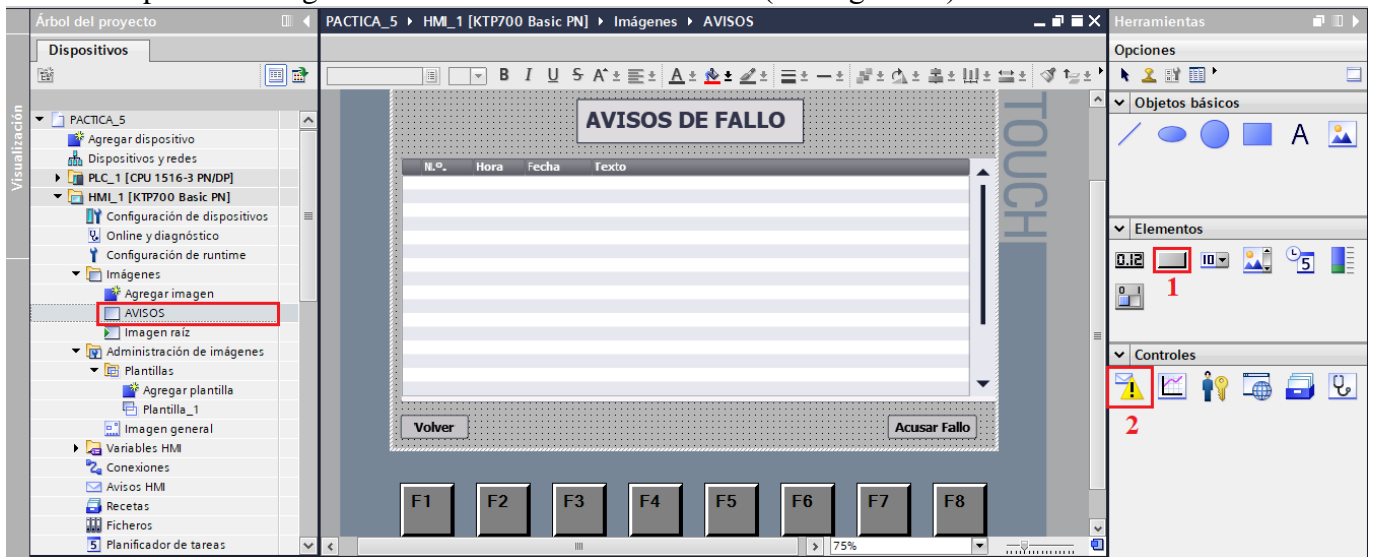 Árbol del proyecto
Dispositivos
Visualización
PACTICA_5
Agregar dispositivo
Dispositivos y redes
PLC_1 [CPU 1516-3 PN/DP]
HMI_1 [KTP700 Basic PN]
Configuración de dispositivos
Online y diagnóstico
Configuración de runtime
Imágenes
Agregar imagen
AVISOS
Imagen raíz
Administración de imágenes
Plantillas
Agregar plantilla
Plantilla_1
Imagen general
Variables HMI
Conexiones
Avisos HMI
Recetas
Ficheros
Planificador de tareas
PACTICA_5 ▸ HMI_1 [KTP700 Basic PN] ▸ Imágenes ▸ AVISOS
B I U S A A
AVISOS DE FALLO
TOUCH
N.º. Hora Fecha Texto
Volver
Acusar Fallo
F1 F2 F3 F4 F5 F6 F7 F8
75%
Herramientas
Opciones
Objetos básicos
A
Elementos
0.12 10 5
0 1
1
Controles
2